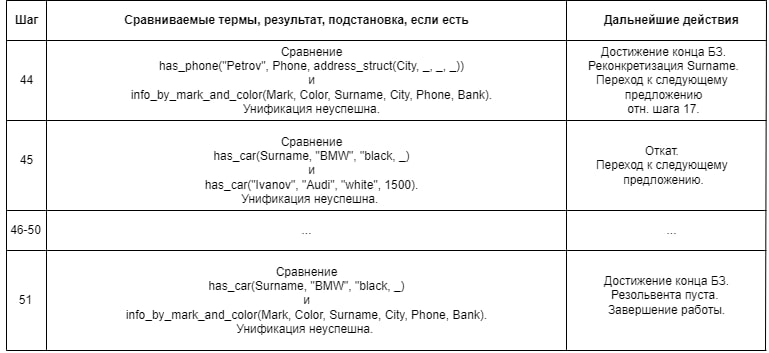 Шаг
Сравниваемые термы, результат, подстановка, если есть
Дальнейшие действия
44
Сравнение
has_phone("Petrov", Phone, address_struct(City, _, _, _))
и
info_by_mark_and_color(Mark, Color, Surname, City, Phone, Bank).
Унификация неуспешна.
Достижение конца БЗ.
Реконкретизация Surname.
Переход к следующему
предложению
отн. шага 17.
45
Сравнение
has_car(Surname, "BMW", "black, _)
и
has_car("Ivanov", "Audi", "white", 1500).
Унификация неуспешна.
Откат.
Переход к следующему
предложению.
46-50
...
...
51
Сравнение
has_car(Surname, "BMW", "black, _)
и
info_by_mark_and_color(Mark, Color, Surname, City, Phone, Bank).
Унификация неуспешна.
Достижение конца БЗ.
Резольвента пуста.
Завершение работы.